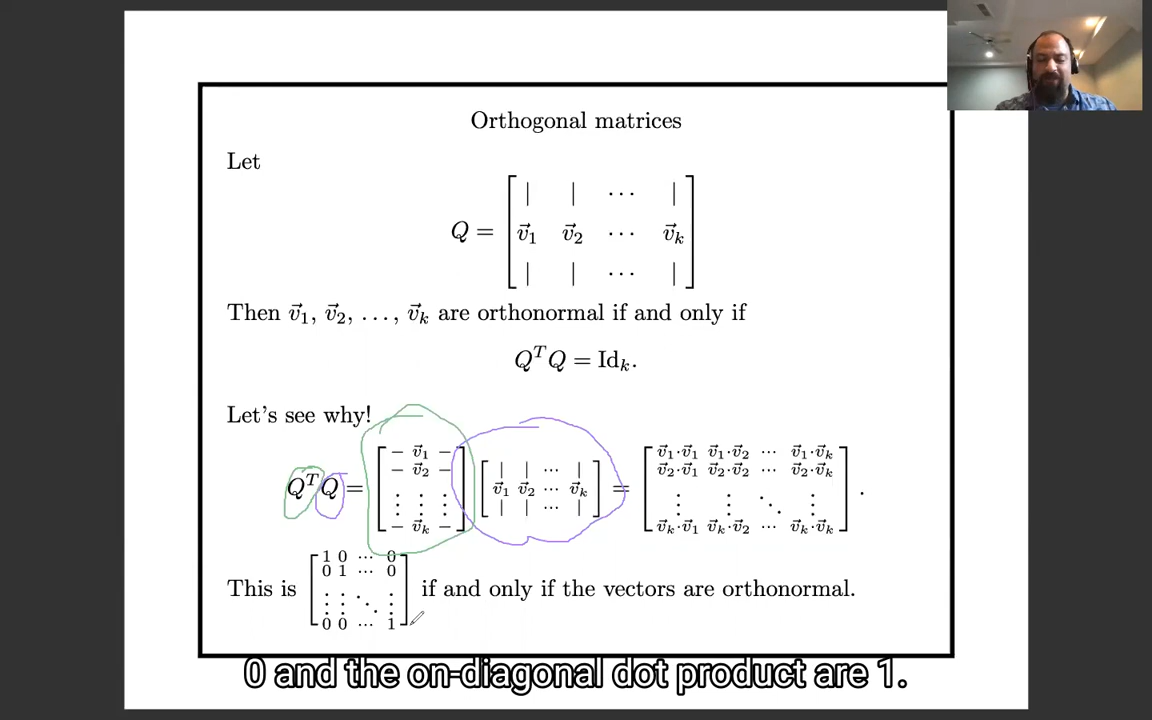 Orthogonal matrices
Let
Q = [ | | ⋯ | ; v⃗₁ v⃗₂ ⋯ v⃗ₖ ; | | ⋯ | ]
Then v⃗₁, v⃗₂, …, v⃗ₖ are orthonormal if and only if
QᵀQ = Idₖ.
Let's see why!
QᵀQ = [ − v⃗₁ − ; − v⃗₂ − ; ⋮ ⋮ ⋮ ; − v⃗ₖ − ] [ | | ⋯ | ; v⃗₁ v⃗₂ ⋯ v⃗ₖ ; | | ⋯ | ] = [ v⃗₁·v⃗₁ v⃗₁·v⃗₂ ⋯ v⃗₁·v⃗ₖ ; v⃗₂·v⃗₁ v⃗₂·v⃗₂ ⋯ v⃗₂·v⃗ₖ ; ⋮ ⋮ ⋱ ⋮ ; v⃗ₖ·v⃗₁ v⃗ₖ·v⃗₂ ⋯ v⃗ₖ·v⃗ₖ ] .
This is [ 1 0 ⋯ 0 ; 0 1 ⋯ 0 ; ⋮ ⋮ ⋱ ⋮ ; 0 0 ⋯ 1 ] if and only if the vectors are orthonormal.
0 and the on-diagonal dot product are 1.